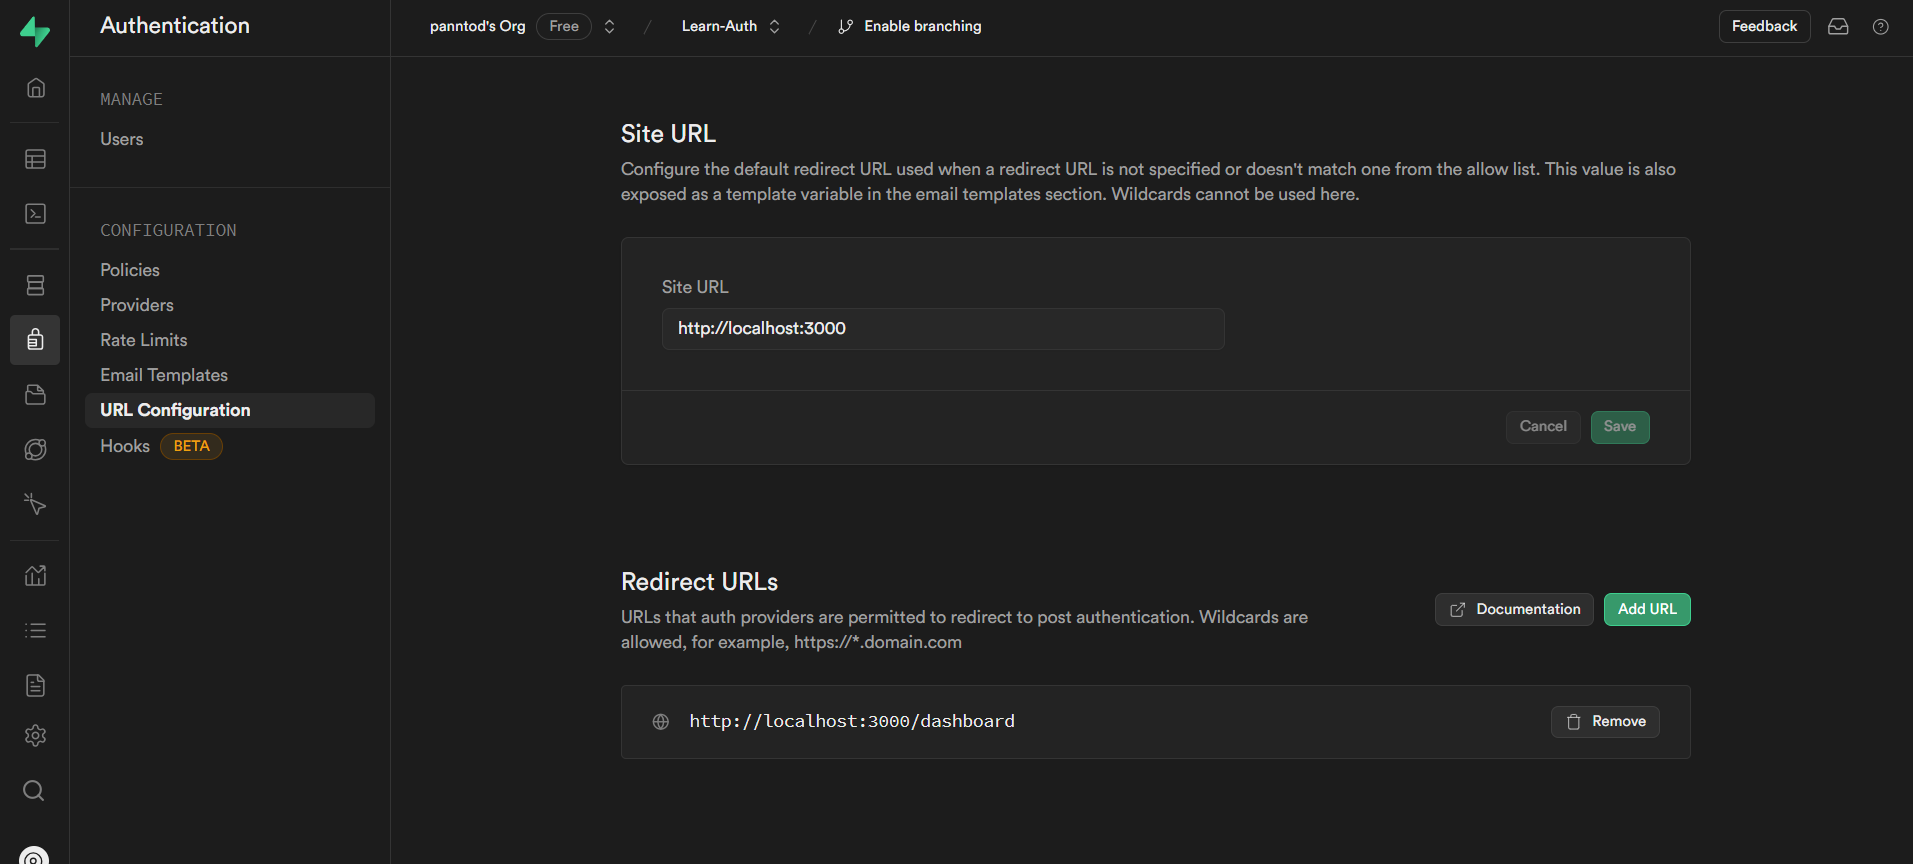 Authentication
panntod's Org
Free
/
Learn-Auth
/
Enable branching
Feedback
MANAGE
Users
CONFIGURATION
Policies
Providers
Rate Limits
Email Templates
URL Configuration
Hooks
BETA
Site URL
Configure the default redirect URL used when a redirect URL is not specified or doesn't match one from the allow list. This value is also
exposed as a template variable in the email templates section. Wildcards cannot be used here.
Site URL
http://localhost:3000
Cancel
Save
Redirect URLs
URLs that auth providers are permitted to redirect to post authentication. Wildcards are
allowed, for example, https://*.domain.com
Documentation
Add URL
http://localhost:3000/dashboard
Remove